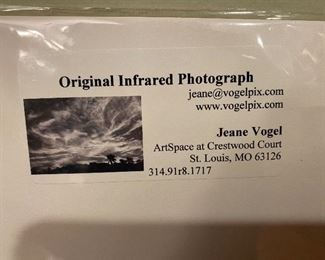 Original Infrared Photograph
jeane@vogelpix.com
www.vogelpix.com
Jeane Vogel
ArtSpace at Crestwood Court
St. Louis, MO 63126
314.91r8.1717